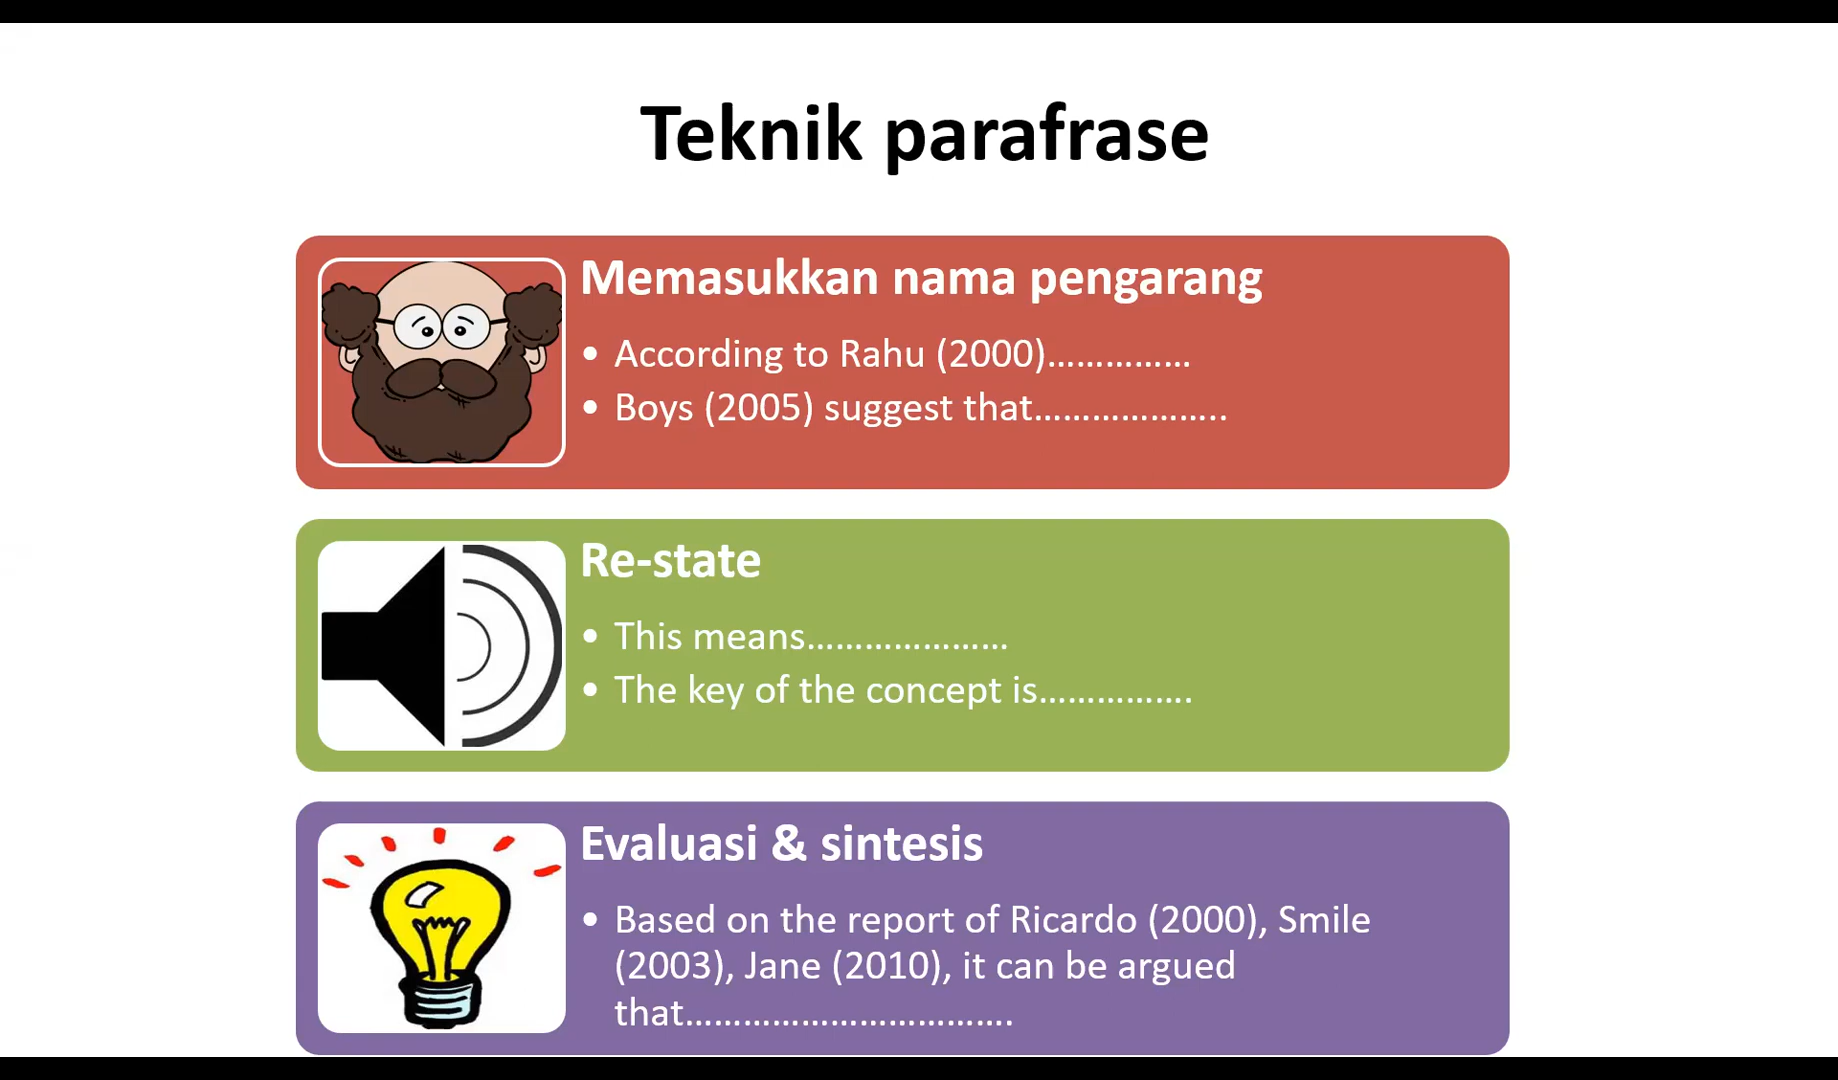 Teknik parafrase
Memasukkan nama pengarang
• According to Rahu (2000)……………
• Boys (2005) suggest that………………..
Re-state
• This means…………………
• The key of the concept is…………….
Evaluasi & sintesis
• Based on the report of Ricardo (2000), Smile
(2003), Jane (2010), it can be argued
that…………………………….